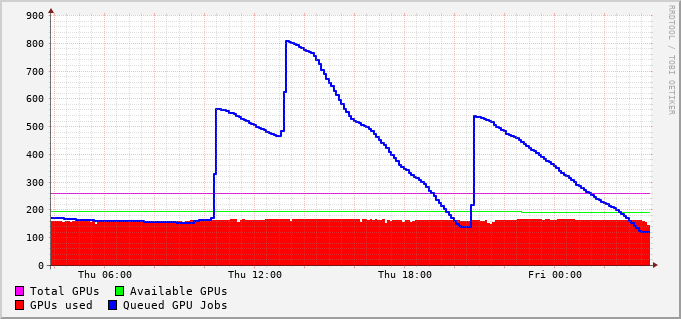 900
800
700
600
500
400
300
200
100
0
Thu 06:00 Thu 12:00 Thu 18:00 Fri 00:00
Total GPUs Available GPUs
GPUs used Queued GPU Jobs
RRDTOOL / TOBI OETIKER